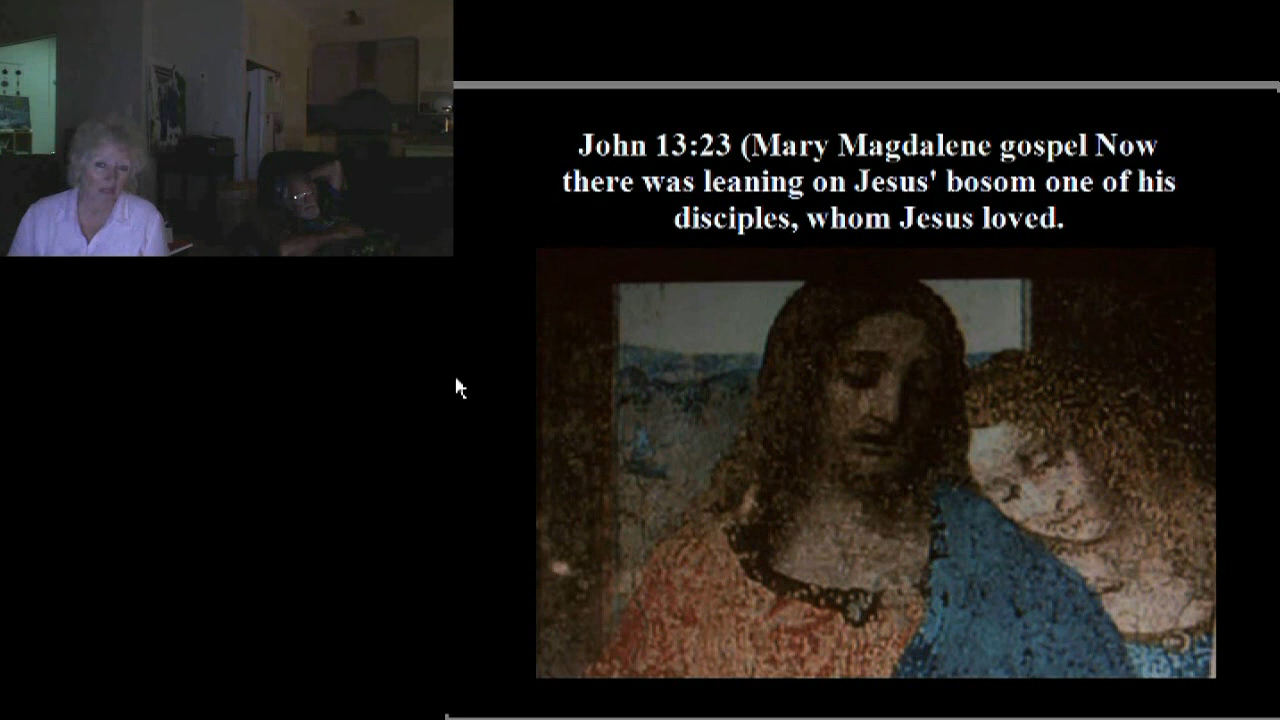 John 13:23 (Mary Magdalene gospel Now
there was leaning on Jesus' bosom one of his
disciples, whom Jesus loved.